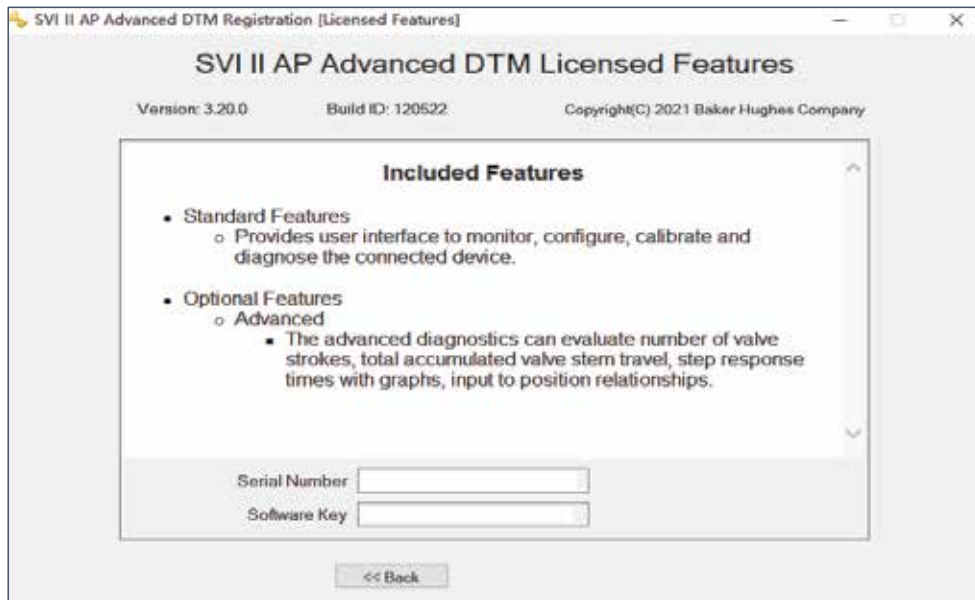 SVI II AP Advanced DTM Registration [Licensed Features]
SVI II AP Advanced DTM Licensed Features
Version: 3.20.0 Build ID: 120522 Copyright(C) 2021 Baker Hughes Company
Included Features
• Standard Features
o Provides user interface to monitor, configure, calibrate and
diagnose the connected device.
• Optional Features
o Advanced
▪ The advanced diagnostics can evaluate number of valve
strokes, total accumulated valve stem travel, step response
times with graphs, input to position relationships.
Serial Number
Software Key
<< Back